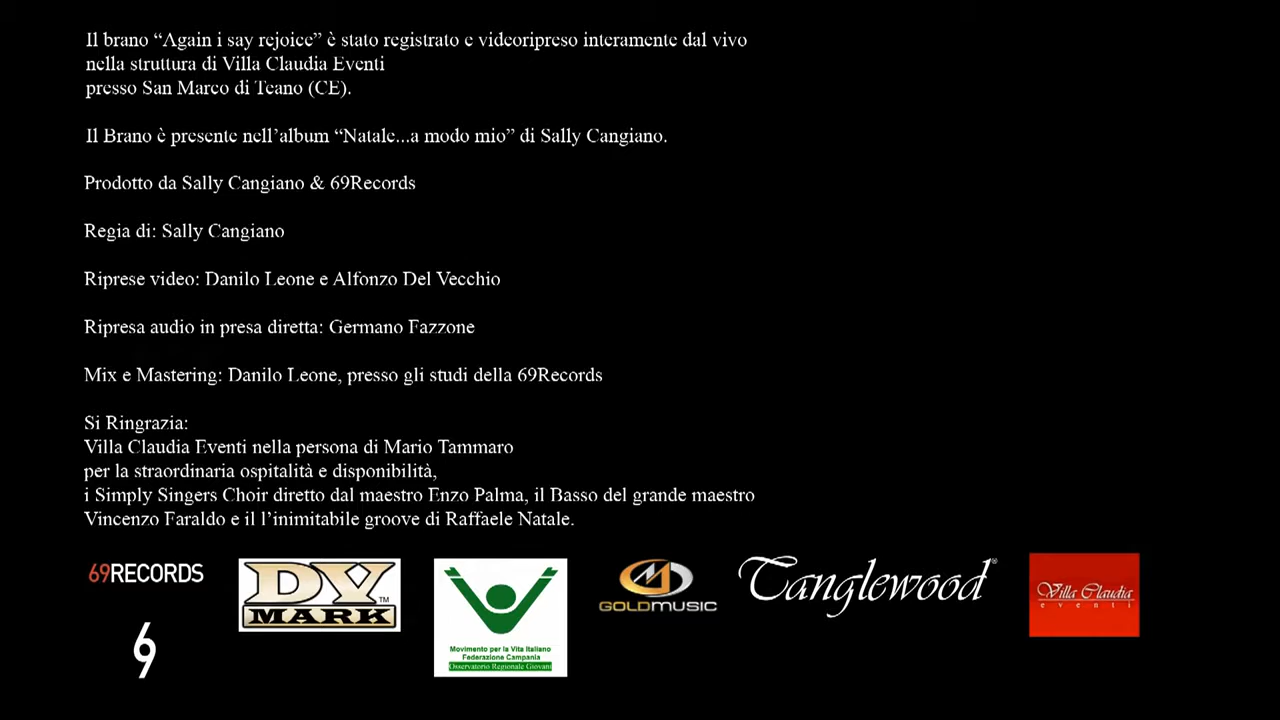 Il brano “Again i say rejoice” è stato registrato e videoripreso interamente dal vivo
nella struttura di Villa Claudia Eventi
presso San Marco di Teano (CE).
Il Brano è presente nell’album “Natale...a modo mio” di Sally Cangiano.
Prodotto da Sally Cangiano & 69Records
Regia di: Sally Cangiano
Riprese video: Danilo Leone e Alfonzo Del Vecchio
Ripresa audio in presa diretta: Germano Fazzone
Mix e Mastering: Danilo Leone, presso gli studi della 69Records
Si Ringrazia:
Villa Claudia Eventi nella persona di Mario Tammaro
per la straordinaria ospitalità e disponibilità,
i Simply Singers Choir diretto dal maestro Enzo Palma, il Basso del grande maestro
Vincenzo Faraldo e il l’inimitabile groove di Raffaele Natale.
69RECORDS
69
DV
MARK™
Movimento per la Vita Italiano
Federazione Campania
Osservatorio Regionale Giovani
GOLDMUSIC
Tanglewood®
Villa Claudia
eventi